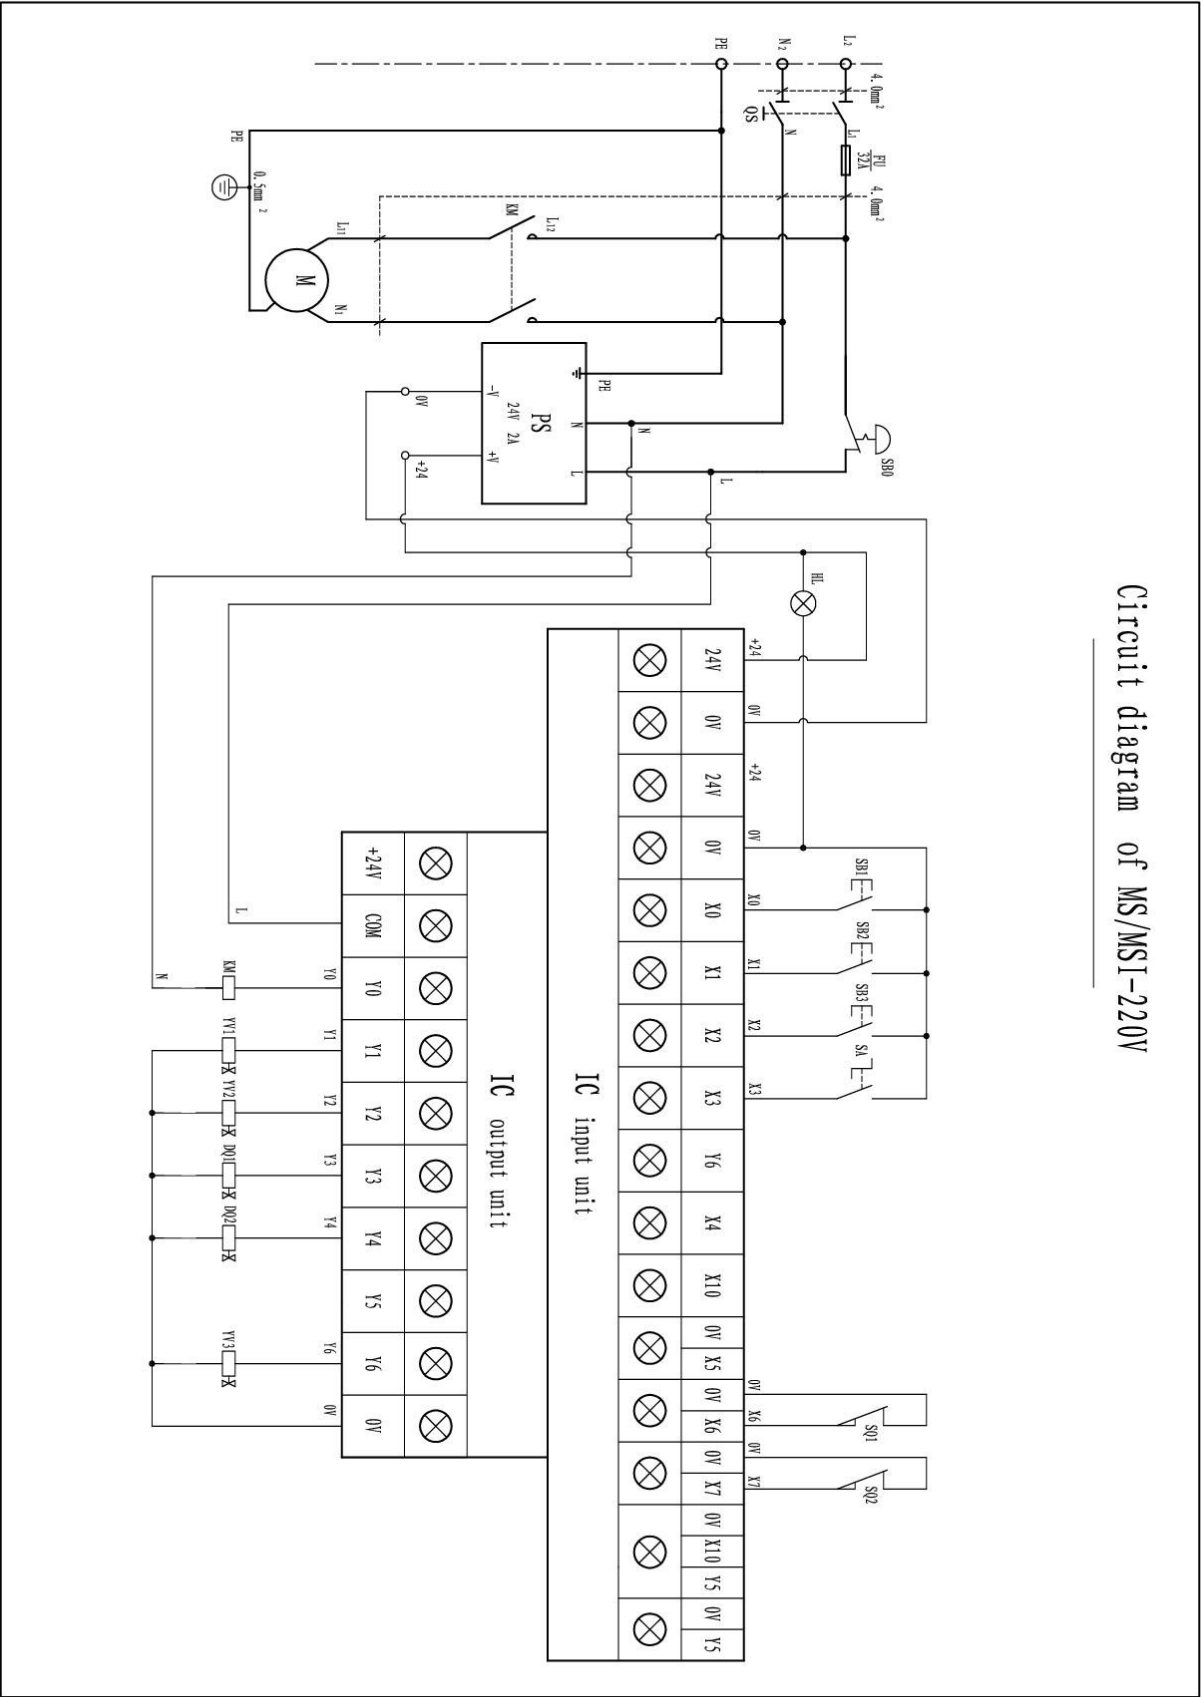 Circuit diagram of MS/MSI-220V
L₂
N₂
PE
4.0mm²
QS
L₁
N
FU
32A
4.0mm²
PE
0.5mm²
L₁₁
M
N₁
KM
L₁₂
SB0
PE
N
L
PS
24V 2A
N
L
-V
+V
0V
+24
HL
+24
0V
+24
0V
X0
X1
X2
X3
0V
X6
0V
X7
SB1
SB2
SB3
SA
SQ1
SQ2
24V
0V
24V
0V
X0
X1
X2
X3
Y6
X4
X10
0V
X5
0V
X6
0V
X7
0V
X10
Y5
0V
Y5
IC input unit
IC output unit
+24V
COM
Y0
Y1
Y2
Y3
Y4
Y5
Y6
0V
L
N
Y0
Y1
Y2
Y3
Y4
Y6
0V
KM
YV1
YV2
DQ1
DQ2
YV3